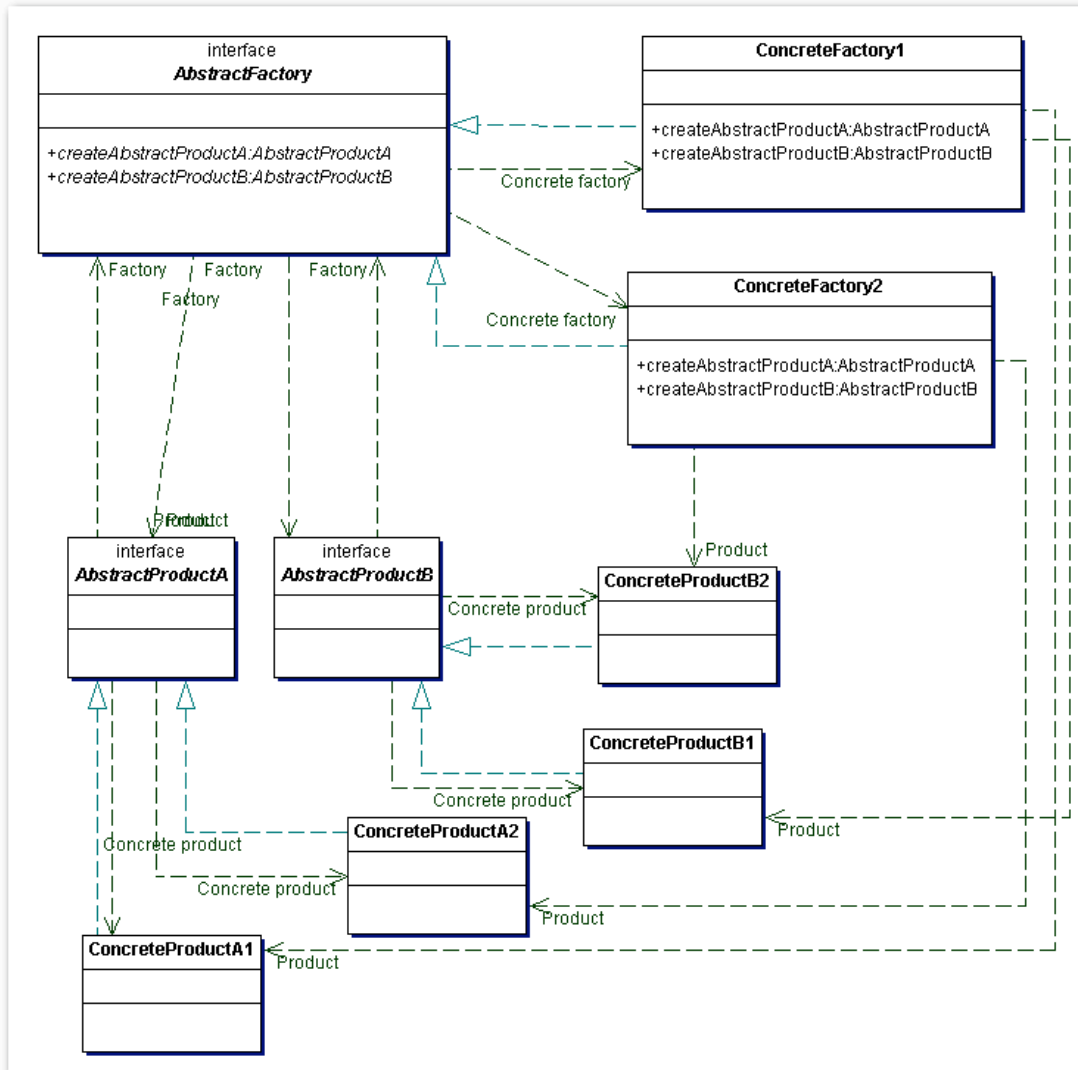 interface
AbstractFactory
+createAbstractProductA:AbstractProductA
+createAbstractProductB:AbstractProductB
ConcreteFactory1
+createAbstractProductA:AbstractProductA
+createAbstractProductB:AbstractProductB
Concrete factory
Factory
Factory
Factory
Factory
ConcreteFactory2
+createAbstractProductA:AbstractProductA
+createAbstractProductB:AbstractProductB
Concrete factory
Product
Product
interface
AbstractProductA
interface
AbstractProductB
Product
ConcreteProductB2
Concrete product
ConcreteProductB1
Concrete product
Product
ConcreteProductA2
Concrete product
Concrete product
Product
ConcreteProductA1
Product